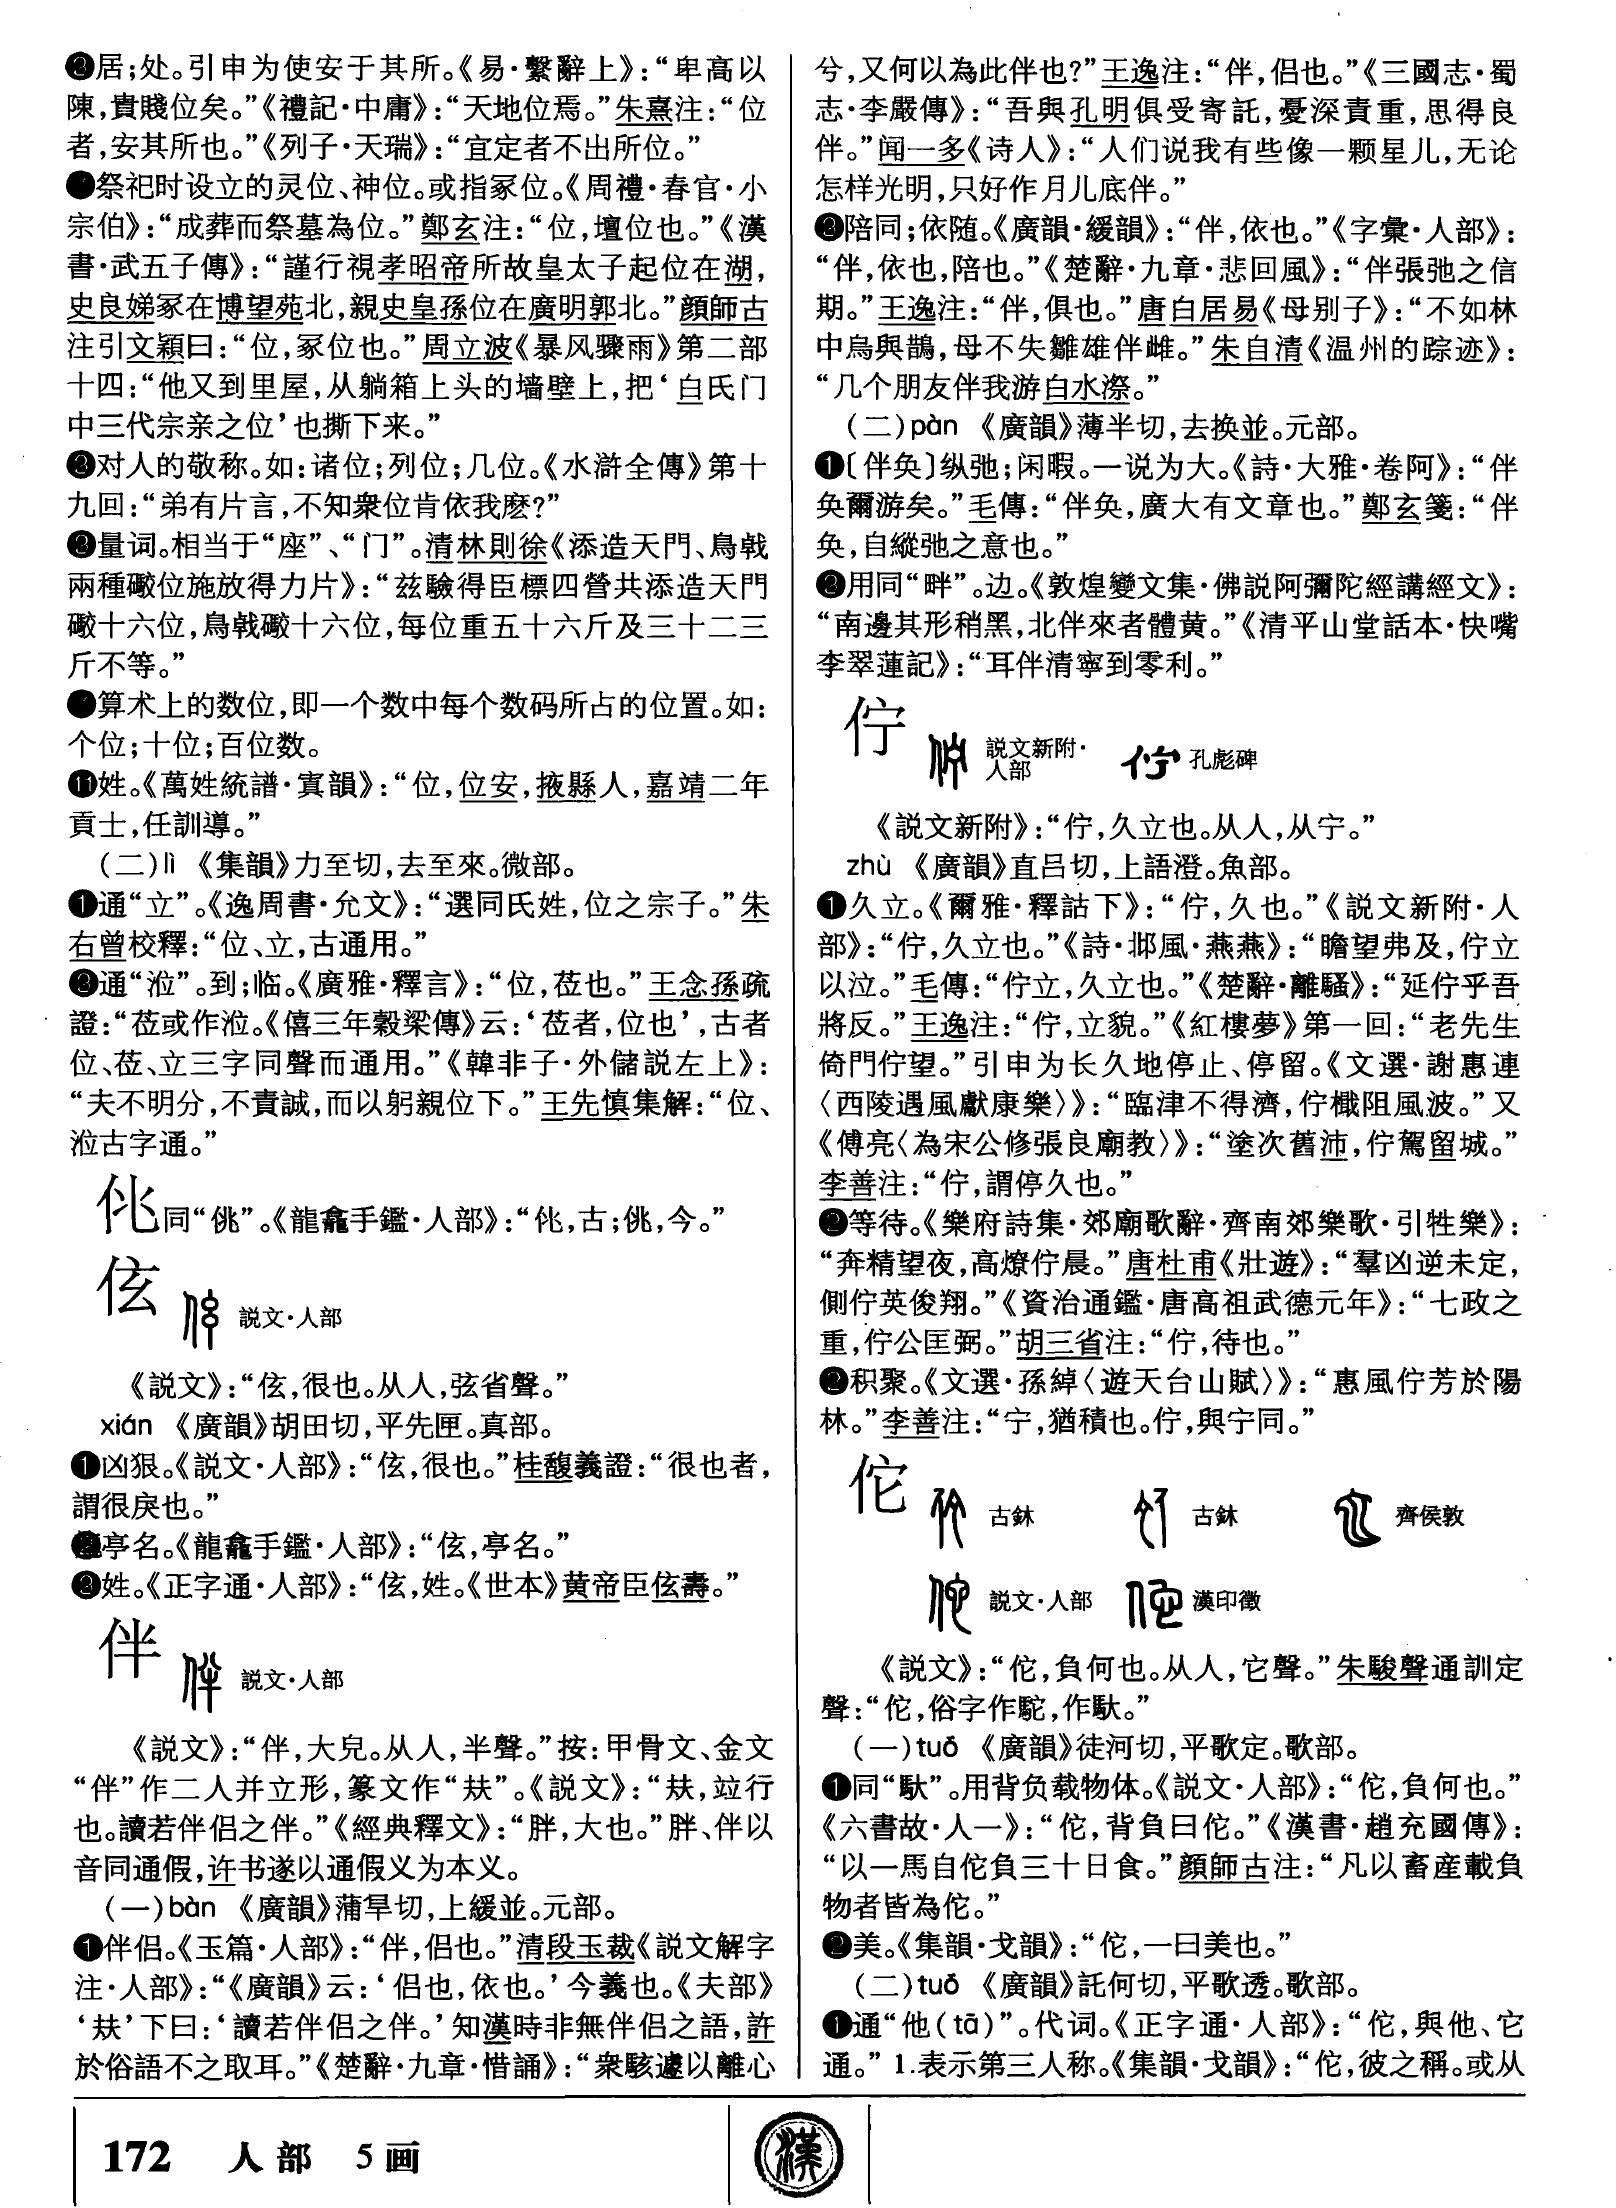 ❷居;处。引申为使安于其所。《易·繫辭上》:“卑高以
陳,貴賤位矣。”《禮記·中庸》:“天地位焉。”朱熹注:“位
者,安其所也。”《列子·天瑞》:“宜定者不出所位。”
●祭祀时设立的灵位、神位。或指冢位。《周禮·春官·小
宗伯》:“成葬而祭墓為位。”鄭玄注:“位,壇位也。”《漢
書·武五子傳》:“謹行視孝昭帝所故皇太子起位在湖,
史良娣冢在博望苑北,親史皇孫位在廣明郭北。”顔師古
注引文穎曰:“位,冢位也。”周立波《暴风骤雨》第二部
十四:“他又到里屋,从躺箱上头的墙壁上,把‘白氏门
中三代宗亲之位’也撕下来。”
❷对人的敬称。如:诸位;列位;几位。《水滸全傳》第十
九回:“弟有片言,不知衆位肯依我麽?”
❷量词。相当于“座”、“门”。清林則徐《添造天門、鳥戟
兩種礮位施放得力片》:“兹驗得臣標四營共添造天門
礮十六位,鳥戟礮十六位,每位重五十六斤及三十二三
斤不等。”
●算术上的数位,即一个数中每个数码所占的位置。如:
个位;十位;百位数。
⓫姓。《萬姓統譜·寘韻》:“位,位安,掖縣人,嘉靖二年
貢士,任訓導。”
(二)lì 《集韻》力至切,去至來。微部。
❶通“立”。《逸周書·允文》:“選同氏姓,位之宗子。”朱
右曾校釋:“位、立,古通用。”
❷通“涖”。到;临。《廣雅·釋言》:“位,莅也。”王念孫疏
證:“莅或作涖。《僖三年穀梁傳》云:‘莅者,位也’,古者
位、莅、立三字同聲而通用。”《韓非子·外儲説左上》:
“夫不明分,不責誠,而以躬親位下。”王先慎集解:“位、
涖古字通。”
㑀同“佻”。《龍龕手鑑·人部》:“㑀,古;佻,今。”
伭
説文·人部
《説文》:“伭,很也。从人,弦省聲。”
xián 《廣韻》胡田切,平先匣。真部。
❶凶狠。《説文·人部》:“伭,很也。”桂馥義證:“很也者,
謂很戾也。”
❷亭名。《龍龕手鑑·人部》:“伭,亭名。”
❸姓。《正字通·人部》:“伭,姓。《世本》黄帝臣伭壽。”
伴
説文·人部
《説文》:“伴,大皃。从人,半聲。”按:甲骨文、金文
“伴”作二人并立形,篆文作“㚘”。《説文》:“㚘,竝行
也。讀若伴侣之伴。”《經典釋文》:“胖,大也。”胖、伴以
音同通假,许书遂以通假义为本义。
(一)bàn 《廣韻》蒲旱切,上緩並。元部。
❶伴侣。《玉篇·人部》:“伴,侣也。”清段玉裁《説文解字
注·人部》:“《廣韻》云:‘侣也,依也。’今義也。《夫部》
‘㚘’下曰:‘讀若伴侣之伴。’知漢時非無伴侣之語,許
於俗語不之取耳。”《楚辭·九章·惜誦》:“衆駭遽以離心
兮,又何以為此伴也?”王逸注:“伴,侣也。”《三國志·蜀
志·李嚴傳》:“吾與孔明俱受寄託,憂深責重,思得良
伴。”闻一多《诗人》:“人们说我有些像一颗星儿,无论
怎样光明,只好作月儿底伴。”
❷陪同;依随。《廣韻·緩韻》:“伴,依也。”《字彙·人部》:
“伴,依也,陪也。”《楚辭·九章·悲回風》:“伴張弛之信
期。”王逸注:“伴,俱也。”唐白居易《母别子》:“不如林
中烏與鵲,母不失雛雄伴雌。”朱自清《温州的踪迹》:
“几个朋友伴我游白水漈。”
(二)pàn 《廣韻》薄半切,去换並。元部。
❶〔伴奂〕纵弛;闲暇。一说为大。《詩·大雅·卷阿》:“伴
奂爾游矣。”毛傳:“伴奂,廣大有文章也。”鄭玄箋:“伴
奂,自縱弛之意也。”
❷用同“畔”。边。《敦煌變文集·佛説阿彌陀經講經文》:
“南邊其形稍黑,北伴來者體黄。”《清平山堂話本·快嘴
李翠蓮記》:“耳伴清寧到零利。”
佇
説文新附·人部 孔彪碑
《説文新附》:“佇,久立也。从人,从宁。”
zhù 《廣韻》直吕切,上語澄。魚部。
❶久立。《爾雅·釋詁下》:“佇,久也。”《説文新附·人
部》:“佇,久立也。”《詩·邶風·燕燕》:“瞻望弗及,佇立
以泣。”毛傳:“佇立,久立也。”《楚辭·離騷》:“延佇乎吾
將反。”王逸注:“佇,立貌。”《紅樓夢》第一回:“老先生
倚門佇望。”引申为长久地停止、停留。《文選·謝惠連
〈西陵遇風獻康樂〉》:“臨津不得濟,佇檝阻風波。”又
《傅亮〈為宋公修張良廟教〉》:“塗次舊沛,佇駕留城。”
李善注:“佇,謂停久也。”
❷等待。《樂府詩集·郊廟歌辭·齊南郊樂歌·引牲樂》:
“奔精望夜,高燎佇晨。”唐杜甫《壯遊》:“羣凶逆未定,
側佇英俊翔。”《資治通鑑·唐高祖武德元年》:“七政之
重,佇公匡弼。”胡三省注:“佇,待也。”
❷积聚。《文選·孫綽〈遊天台山賦〉》:“惠風佇芳於陽
林。”李善注:“宁,猶積也。佇,與宁同。”
佗
古鉢 古鉢 齊侯敦
説文·人部 漢印徵
《説文》:“佗,負何也。从人,它聲。”朱駿聲通訓定
聲:“佗,俗字作駝,作馱。”
(一)tuó 《廣韻》徒河切,平歌定。歌部。
❶同“馱”。用背负载物体。《説文·人部》:“佗,負何也。”
《六書故·人一》:“佗,背負曰佗。”《漢書·趙充國傳》:
“以一馬自佗負三十日食。”顔師古注:“凡以畜産載負
物者皆為佗。”
❷美。《集韻·戈韻》:“佗,一曰美也。”
(二)tuō 《廣韻》託何切,平歌透。歌部。
❶通“他(tā)”。代词。《正字通·人部》:“佗,與他、它
通。” 1.表示第三人称。《集韻·戈韻》:“佗,彼之稱。或从
172 人部 5画
漢